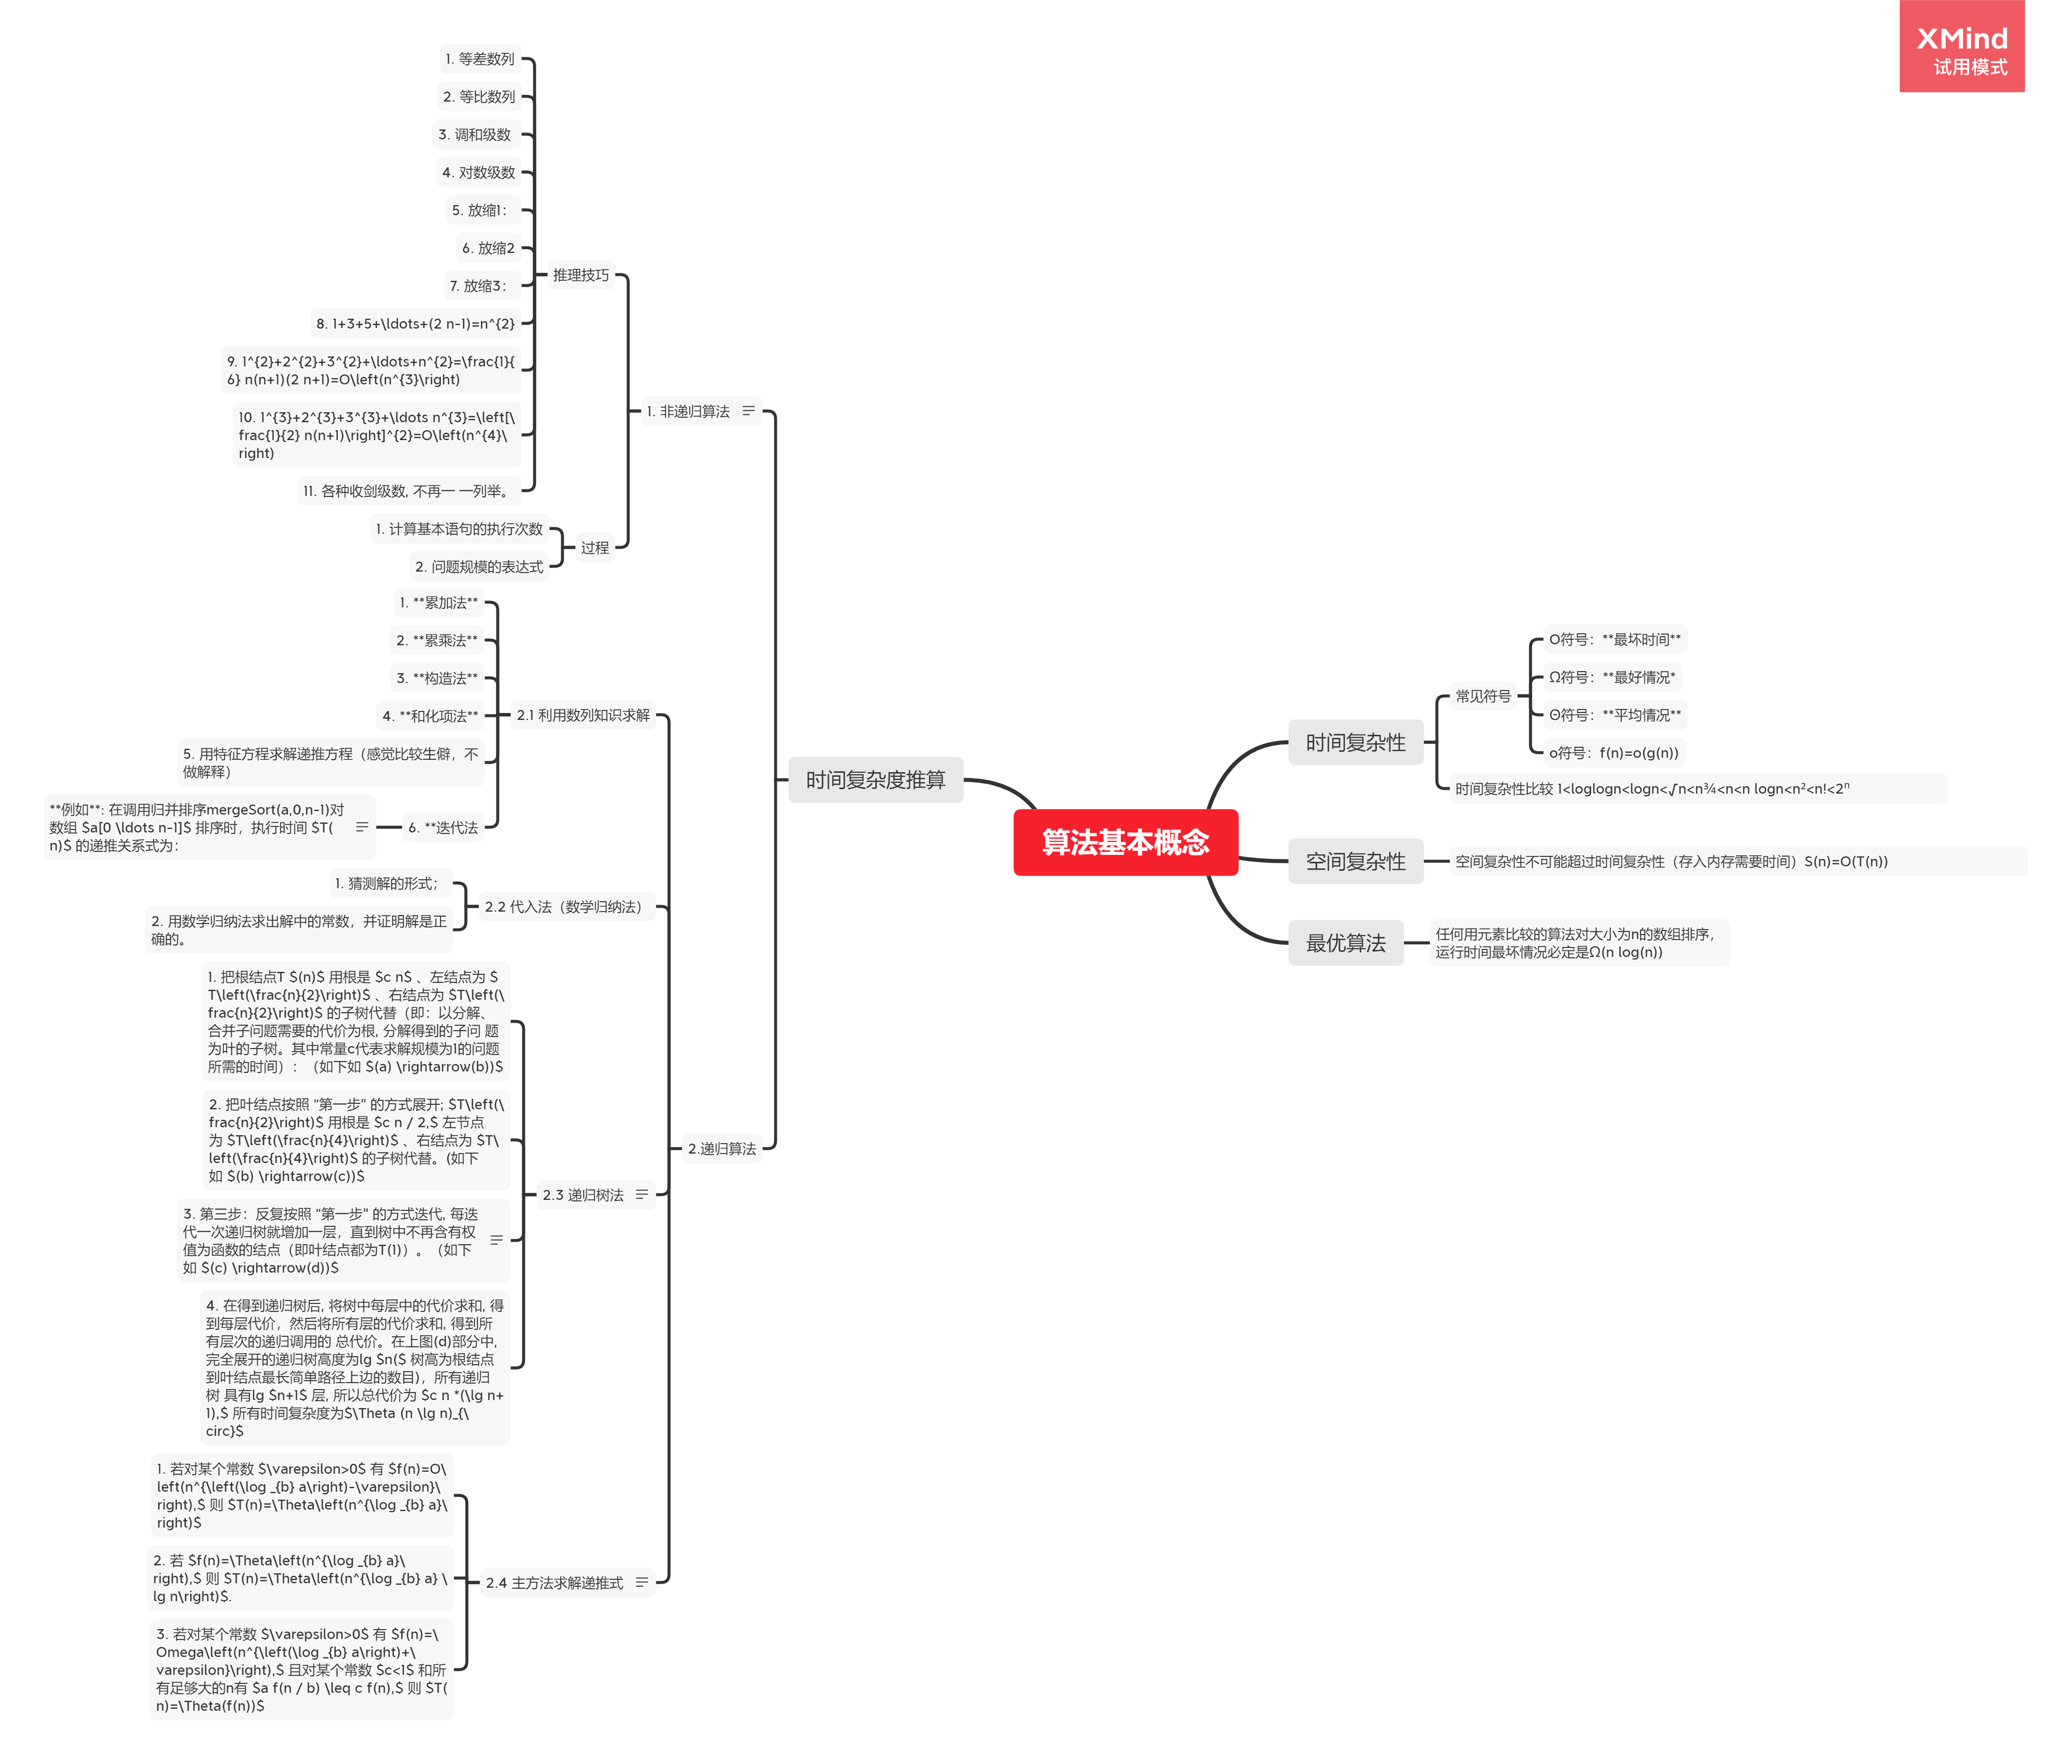 XMind
试用模式
算法基本概念
时间复杂性
常见符号
O符号：**最坏时间**
Ω符号：**最好情况*
Θ符号：**平均情况**
o符号：f(n)=o(g(n))
时间复杂性比较 1<loglogn<logn<√n<n¾<n<n logn<n²<n!<2ⁿ
空间复杂性
空间复杂性不可能超过时间复杂性（存入内存需要时间）S(n)=O(T(n))
最优算法
任何用元素比较的算法对大小为n的数组排序，
运行时间最坏情况必定是Ω(n log(n))
时间复杂度推算
1. 非递归算法
推理技巧
1. 等差数列
2. 等比数列
3. 调和级数
4. 对数级数
5. 放缩1：
6. 放缩2
7. 放缩3：
8. 1+3+5+\ldots+(2 n-1)=n^{2}
9. 1^{2}+2^{2}+3^{2}+\ldots+n^{2}=\frac{1}{
6} n(n+1)(2 n+1)=O\left(n^{3}\right)
10. 1^{3}+2^{3}+3^{3}+\ldots n^{3}=\left[\
frac{1}{2} n(n+1)\right]^{2}=O\left(n^{4}\
right)
11. 各种收剑级数, 不再一 一列举。
过程
1. 计算基本语句的执行次数
2. 问题规模的表达式
2.递归算法
2.1 利用数列知识求解
1. **累加法**
2. **累乘法**
3. **构造法**
4. **和化项法**
5. 用特征方程求解递推方程（感觉比较生僻，不
做解释）
6. **迭代法
**例如**: 在调用归并排序mergeSort(a,0,n-1)对
数组 $a[0 \ldots n-1]$ 排序时，执行时间 $T(
n)$ 的递推关系式为：
2.2 代入法（数学归纳法）
1. 猜测解的形式；
2. 用数学归纳法求出解中的常数，并证明解是正
确的。
2.3 递归树法
1. 把根结点T $(n)$ 用根是 $c n$ 、左结点为 $
T\left(\frac{n}{2}\right)$ 、右结点为 $T\left(\
frac{n}{2}\right)$ 的子树代替（即：以分解、
合并子问题需要的代价为根, 分解得到的子问 题
为叶的子树。其中常量c代表求解规模为1的问题
所需的时间）：（如下如 $(a) \rightarrow(b))$
2. 把叶结点按照 "第一步" 的方式展开; $T\left(\
frac{n}{2}\right)$ 用根是 $c n / 2,$ 左节点
为 $T\left(\frac{n}{4}\right)$ 、右结点为 $T\
left(\frac{n}{4}\right)$ 的子树代替。(如下
如 $(b) \rightarrow(c))$
3. 第三步：反复按照 "第一步" 的方式迭代, 每迭
代一次递归树就增加一层，直到树中不再含有权
值为函数的结点（即叶结点都为T(1)）。（如下
如 $(c) \rightarrow(d))$
4. 在得到递归树后, 将树中每层中的代价求和, 得
到每层代价，然后将所有层的代价求和, 得到所
有层次的递归调用的 总代价。在上图(d)部分中,
完全展开的递归树高度为lg $n($ 树高为根结点
到叶结点最长简单路径上边的数目)，所有递归
树 具有lg $n+1$ 层, 所以总代价为 $c n *(\lg n+
1),$ 所有时间复杂度为$\Theta (n \lg n)_{\
circ}$
2.4 主方法求解递推式
1. 若对某个常数 $\varepsilon>0$ 有 $f(n)=O\
left(n^{\left(\log _{b} a\right)-\varepsilon}\
right),$ 则 $T(n)=\Theta\left(n^{\log _{b} a}\
right)$
2. 若 $f(n)=\Theta\left(n^{\log _{b} a}\
right),$ 则 $T(n)=\Theta\left(n^{\log _{b} a} \
lg n\right)$.
3. 若对某个常数 $\varepsilon>0$ 有 $f(n)=\
Omega\left(n^{\left(\log _{b} a\right)+\
varepsilon}\right),$ 且对某个常数 $c<1$ 和所
有足够大的n有 $a f(n / b) \leq c f(n),$ 则 $T(
n)=\Theta(f(n))$